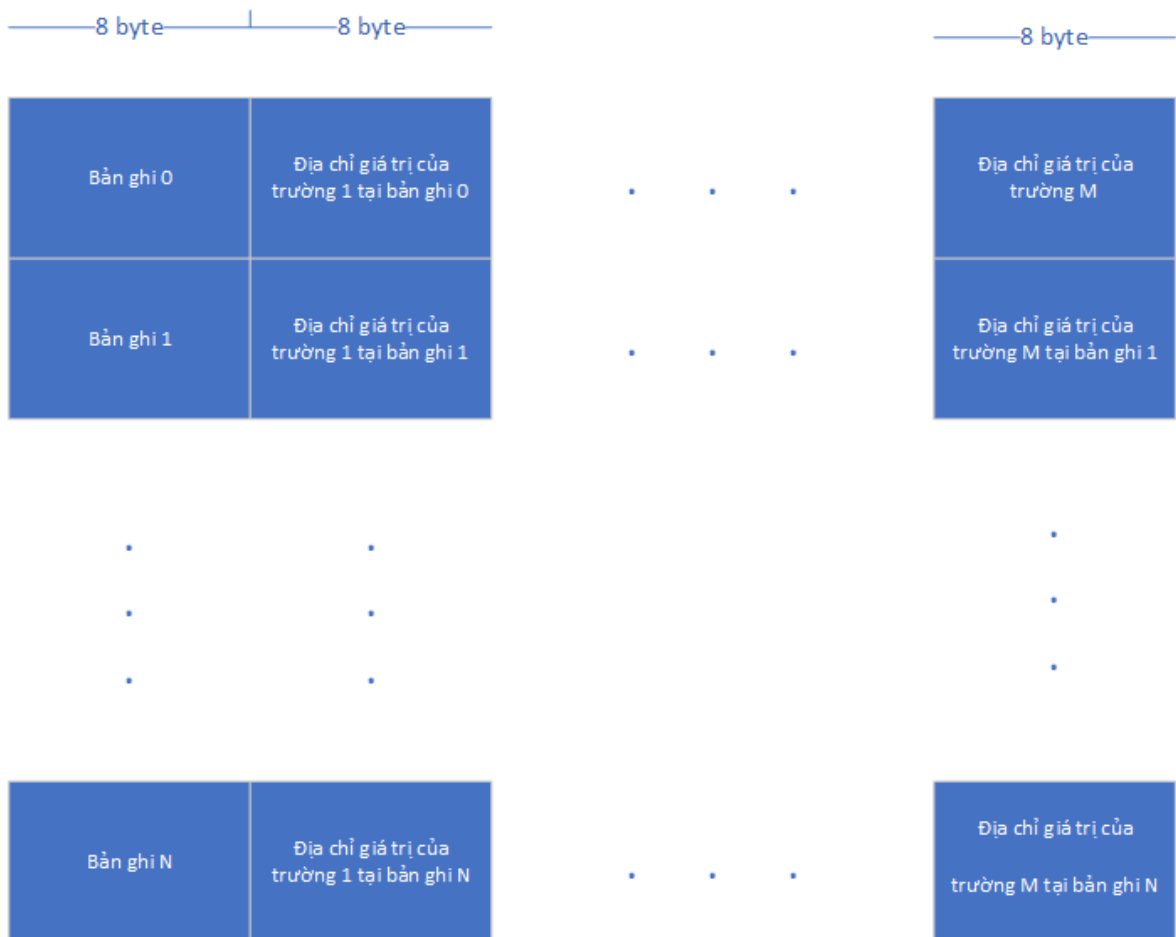 8 byte 8 byte 8 byte
Bản ghi 0
Địa chỉ giá trị của
trường 1 tại bản ghi 0
Địa chỉ giá trị của
trường M
Bản ghi 1
Địa chỉ giá trị của
trường 1 tại bản ghi 1
Địa chỉ giá trị của
trường M tại bản ghi 1
Bản ghi N
Địa chỉ giá trị của
trường 1 tại bản ghi N
Địa chỉ giá trị của
trường M tại bản ghi N